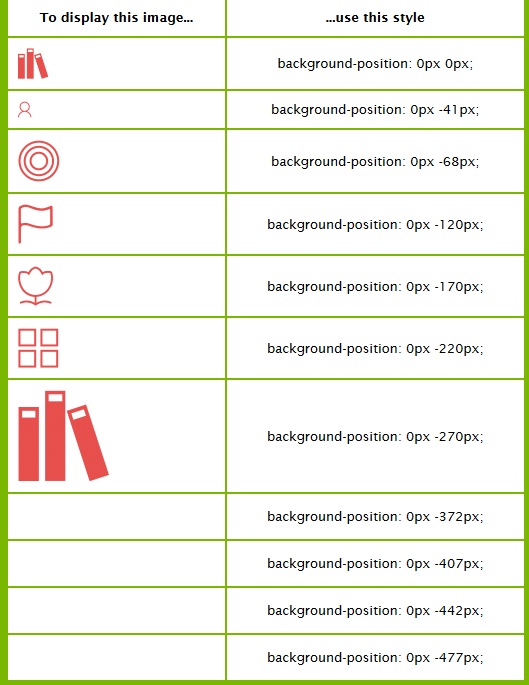 To display this image... ...use this style
background-position: 0px 0px;
background-position: 0px -41px;
background-position: 0px -68px;
background-position: 0px -120px;
background-position: 0px -170px;
background-position: 0px -220px;
background-position: 0px -270px;
background-position: 0px -372px;
background-position: 0px -407px;
background-position: 0px -442px;
background-position: 0px -477px;